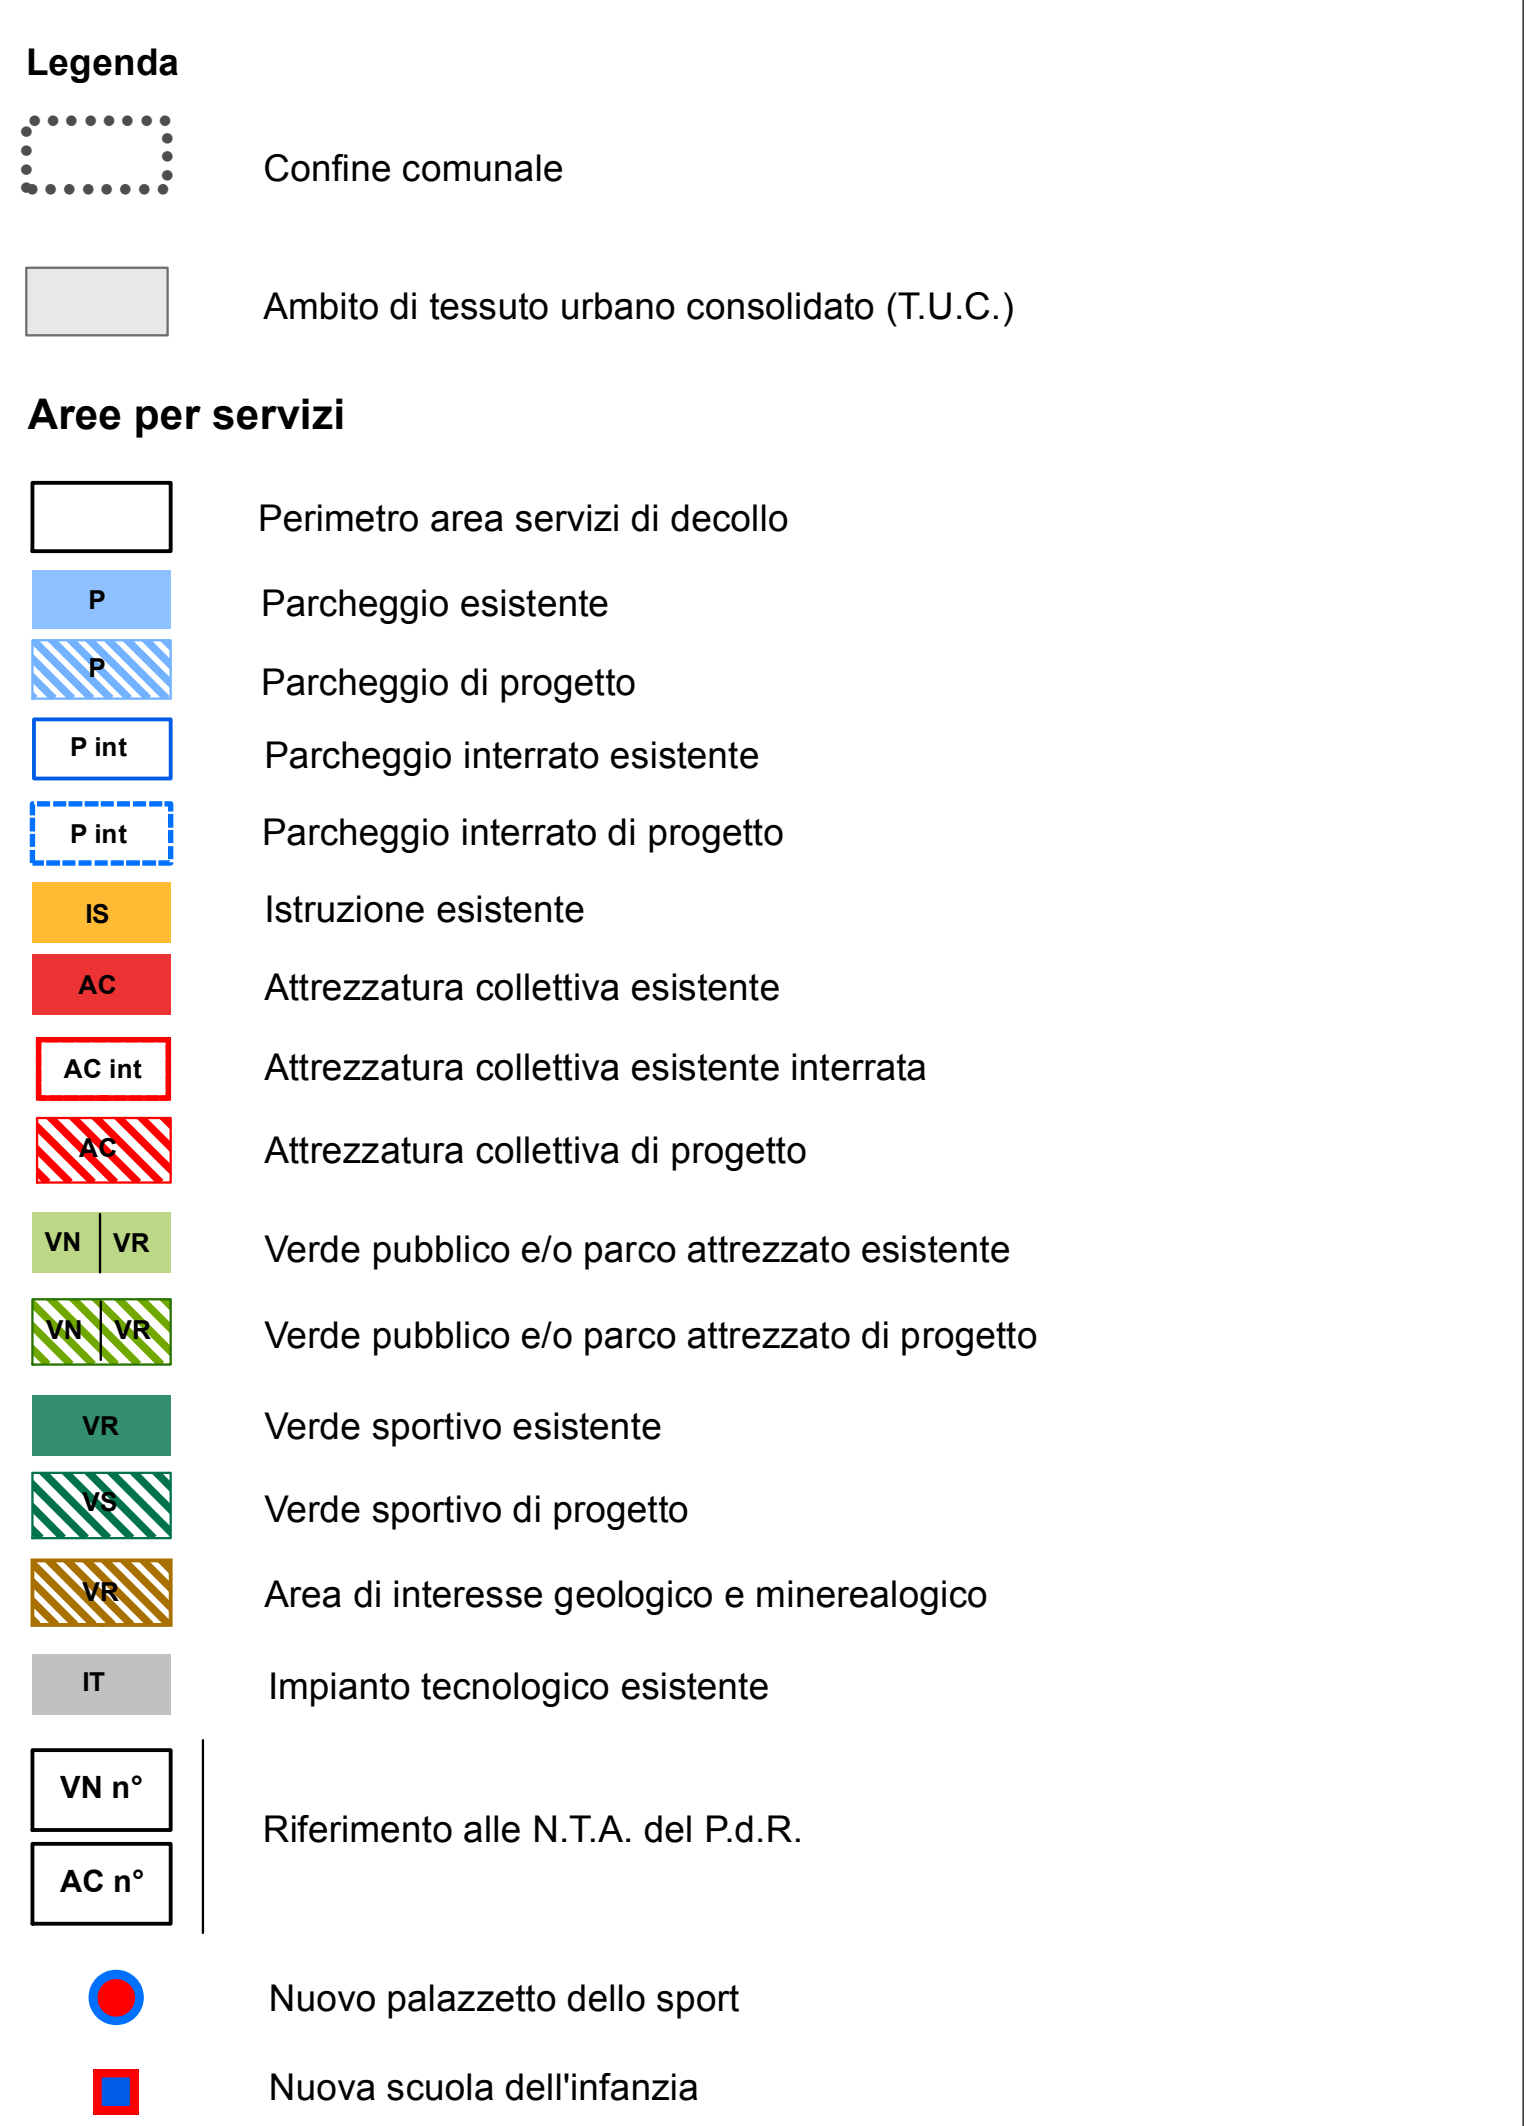 Legenda
Confine comunale
Ambito di tessuto urbano consolidato (T.U.C.)
Aree per servizi
Perimetro area servizi di decollo
P Parcheggio esistente
P Parcheggio di progetto
P int Parcheggio interrato esistente
P int Parcheggio interrato di progetto
IS Istruzione esistente
AC Attrezzatura collettiva esistente
AC int Attrezzatura collettiva esistente interrata
AC Attrezzatura collettiva di progetto
VN VR Verde pubblico e/o parco attrezzato esistente
VN VR Verde pubblico e/o parco attrezzato di progetto
VR Verde sportivo esistente
VS Verde sportivo di progetto
VR Area di interesse geologico e minerealogico
IT Impianto tecnologico esistente
VN n°
Riferimento alle N.T.A. del P.d.R.
AC n°
Nuovo palazzetto dello sport
Nuova scuola dell'infanzia